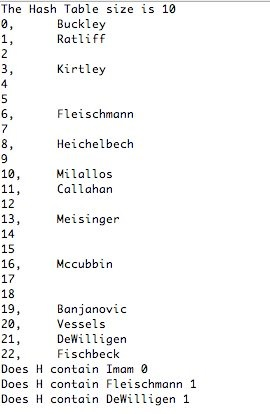 The Hash Table size is 10
0, Buckley
1, Ratliff
2
3, Kirtley
4
5
6, Fleischmann
7
8, Heichelbech
9
10, Milallos
11, Callahan
12
13, Meisinger
14
15
16, Mccubbin
17
18
19, Banjanovic
20, Vessels
21, DeWilligen
22, Fischbeck
Does H contain Imam 0
Does H contain Fleischmann 1
Does H contain DeWilligen 1